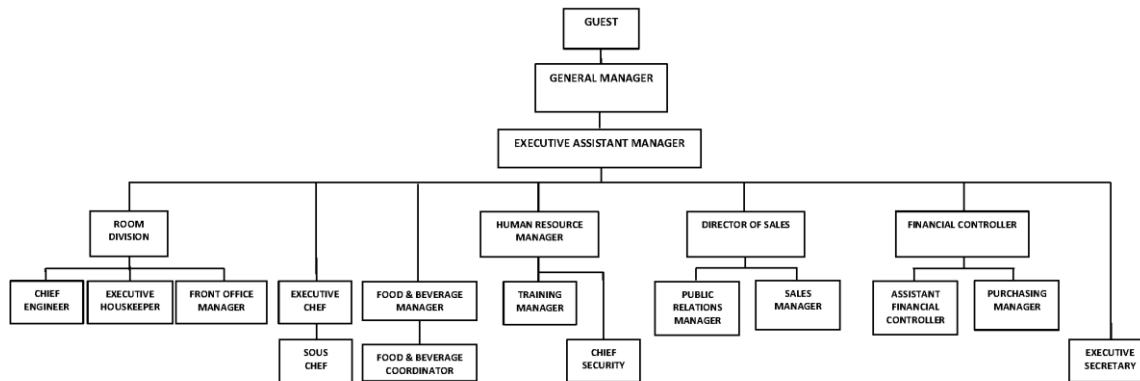 GUEST
GENERAL MANAGER
EXECUTIVE ASSISTANT MANAGER
ROOM
DIVISION
HUMAN RESOURCE
MANAGER
DIRECTOR OF SALES
FINANCIAL CONTROLLER
CHIEF
ENGINEER
EXECUTIVE
HOUSKEEPER
FRONT OFFICE
MANAGER
EXECUTIVE
CHEF
FOOD & BEVERAGE
MANAGER
TRAINING
MANAGER
PUBLIC
RELATIONS
MANAGER
SALES
MANAGER
ASSISTANT
FINANCIAL
CONTROLLER
PURCHASING
MANAGER
SOUS
CHEF
FOOD & BEVERAGE
COORDINATOR
CHIEF
SECURITY
EXECUTIVE
SECRETARY